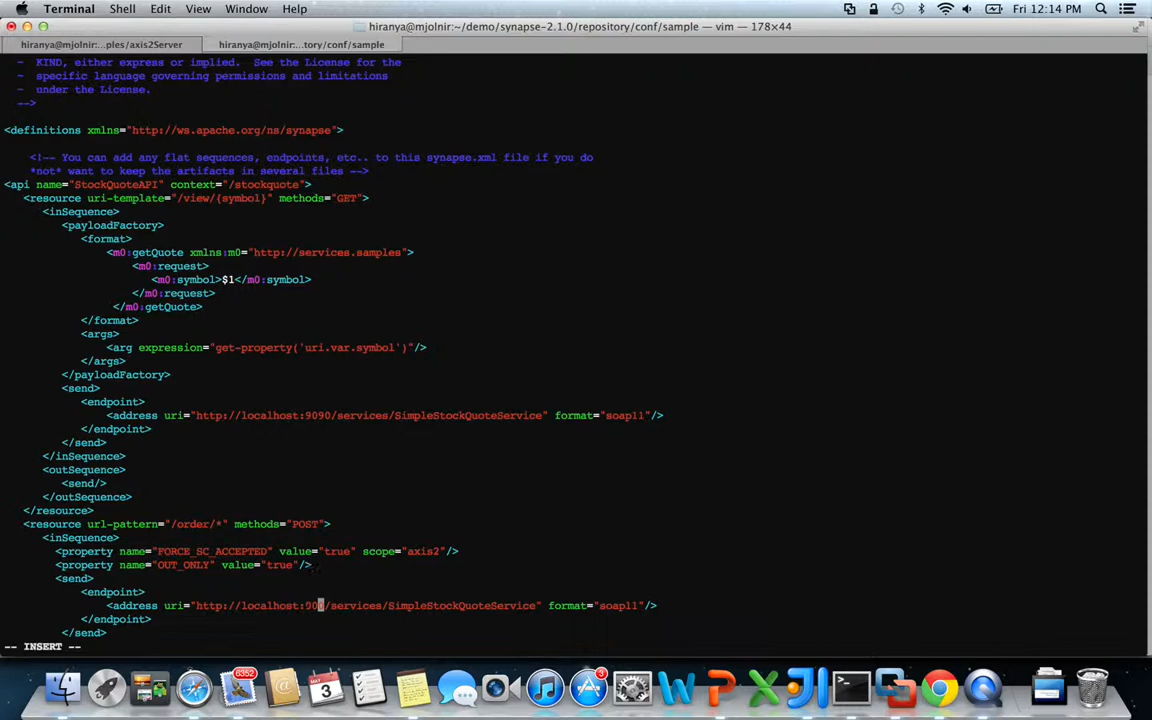 Terminal Shell Edit View Window Help Fri 12:14 PM
hiranya@mjolnir:~/demo/synapse-2.1.0/repository/conf/sample — vim — 178×44
hiranya@mjolnir:...ples/axis2Server hiranya@mjolnir:...tory/conf/sample
~ KIND, either express or implied. See the License for the
~ specific language governing permissions and limitations
~ under the License.
-->
<definitions xmlns="http://ws.apache.org/ns/synapse">
<!-- You can add any flat sequences, endpoints, etc.. to this synapse.xml file if you do
*not* want to keep the artifacts in several files -->
<api name="StockQuoteAPI" context="/stockquote">
<resource uri-template="/view/{symbol}" methods="GET">
<inSequence>
<payloadFactory>
<format>
<m0:getQuote xmlns:m0="http://services.samples">
<m0:request>
<m0:symbol>$1</m0:symbol>
</m0:request>
</m0:getQuote>
</format>
<args>
<arg expression="get-property('uri.var.symbol')"/>
</args>
</payloadFactory>
<send>
<endpoint>
<address uri="http://localhost:9090/services/SimpleStockQuoteService" format="soap11"/>
</endpoint>
</send>
</inSequence>
<outSequence>
<send/>
</outSequence>
</resource>
<resource url-pattern="/order/*" methods="POST">
<inSequence>
<property name="FORCE_SC_ACCEPTED" value="true" scope="axis2"/>
<property name="OUT_ONLY" value="true"/>
<send>
<endpoint>
<address uri="http://localhost:900/services/SimpleStockQuoteService" format="soap11"/>
</endpoint>
</send>
-- INSERT --
6352
MAY
3
3